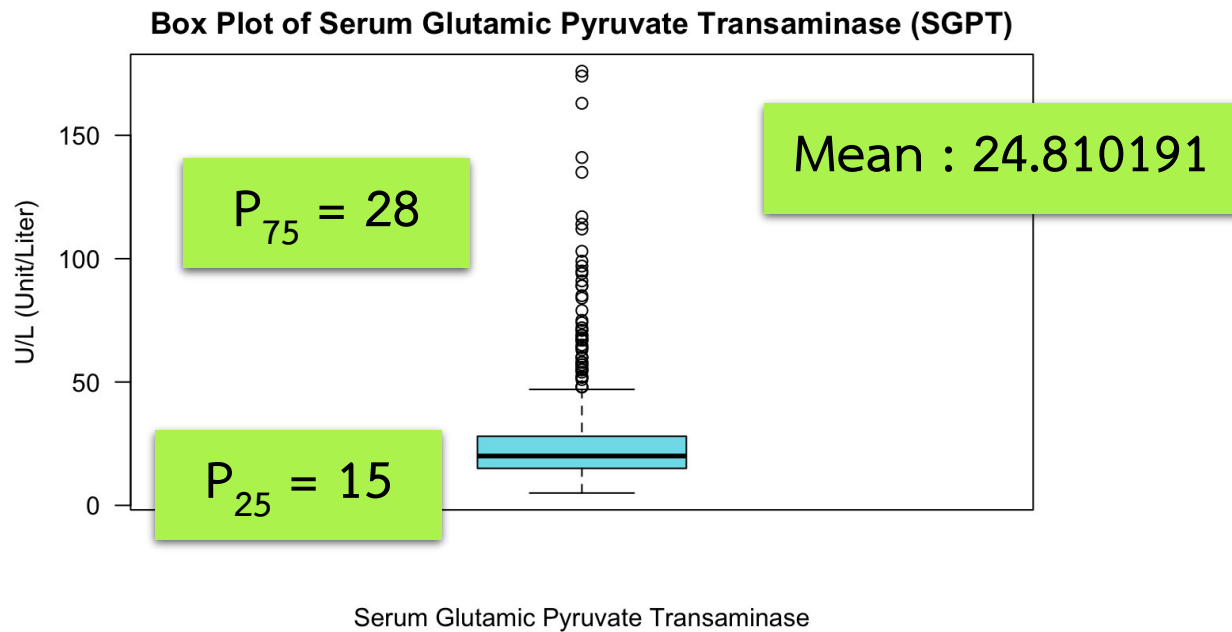 Box Plot of Serum Glutamic Pyruvate Transaminase (SGPT)
Mean : 24.810191
P75 = 28
P25 = 15
U/L (Unit/Liter)
150
100
50
0
Serum Glutamic Pyruvate Transaminase